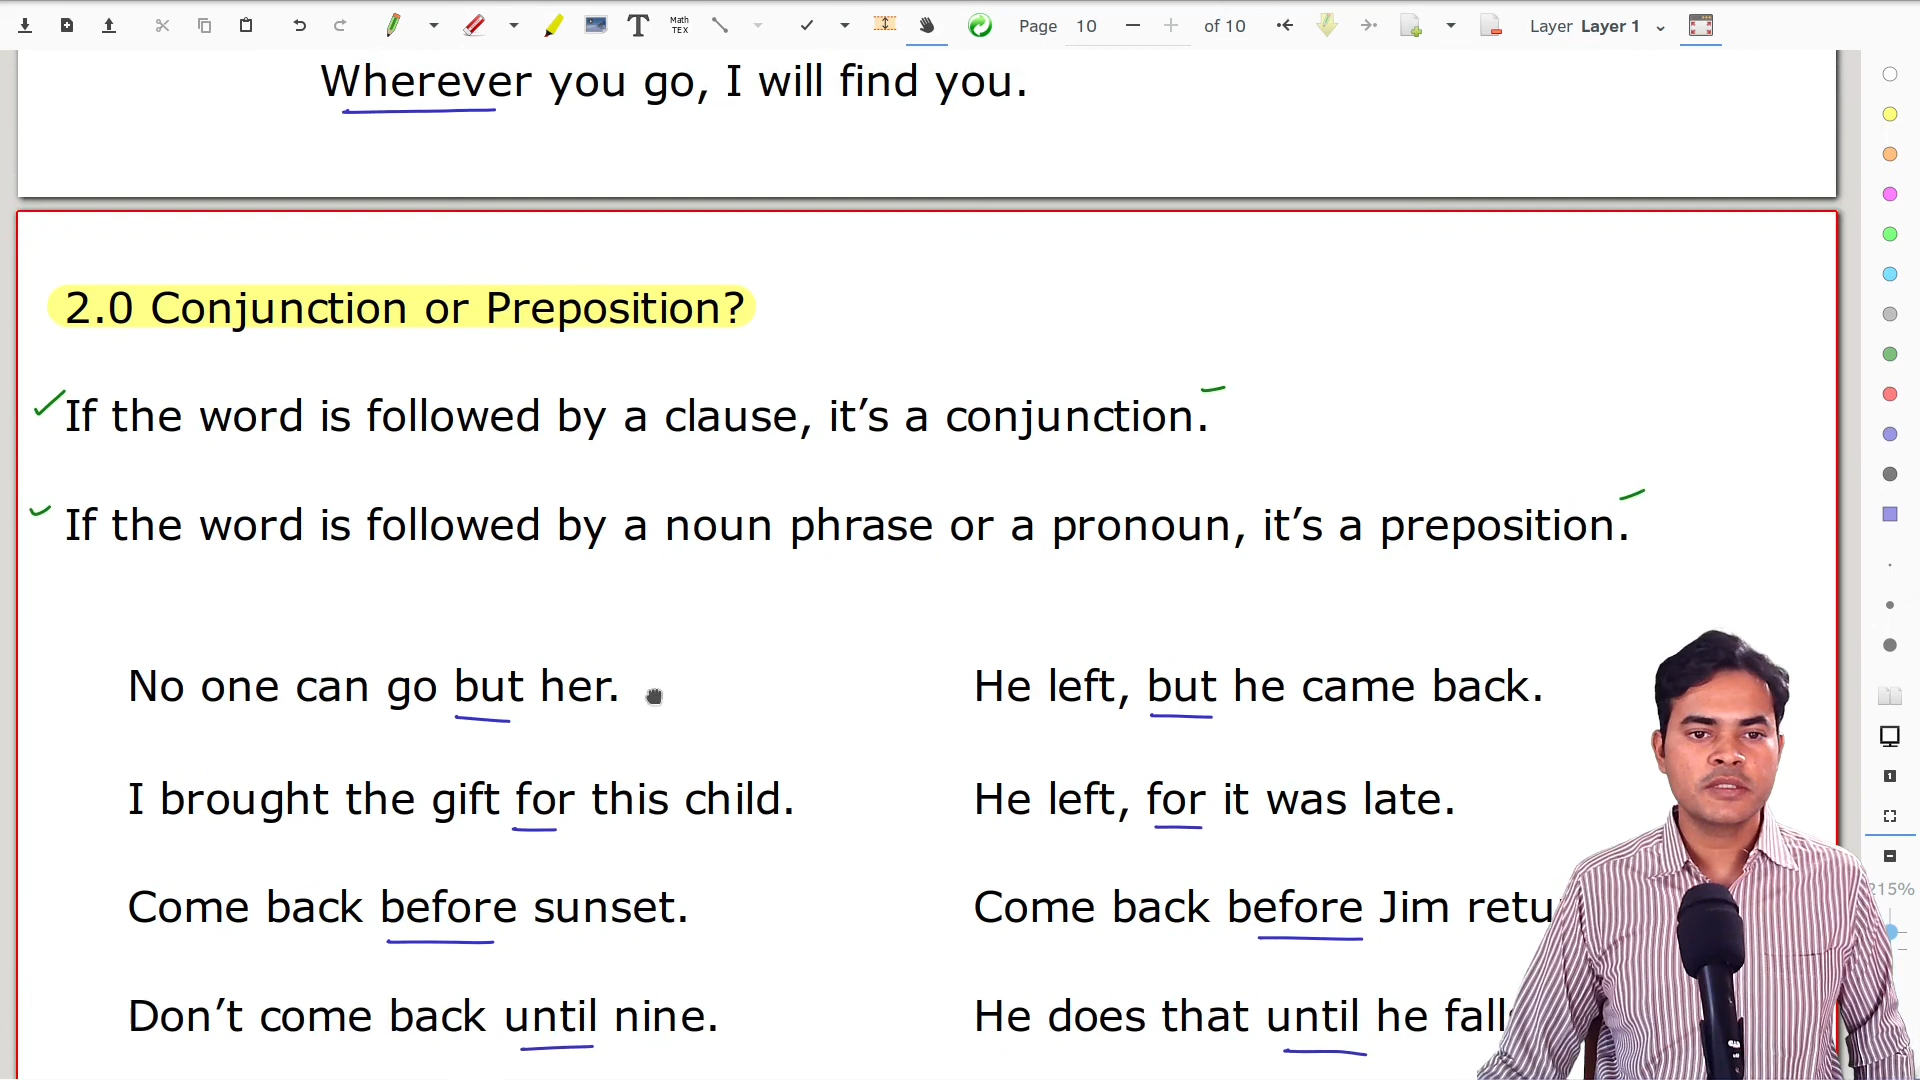 Math
TEX
Page 10 of 10 Layer Layer 1
Wherever you go, I will find you.
2.0 Conjunction or Preposition?
If the word is followed by a clause, it’s a conjunction.
If the word is followed by a noun phrase or a pronoun, it’s a preposition.
No one can go but her.
He left, but he came back.
I brought the gift for this child.
He left, for it was late.
Come back before sunset.
Come back before Jim
Don’t come back until nine.
He does that until he
215%